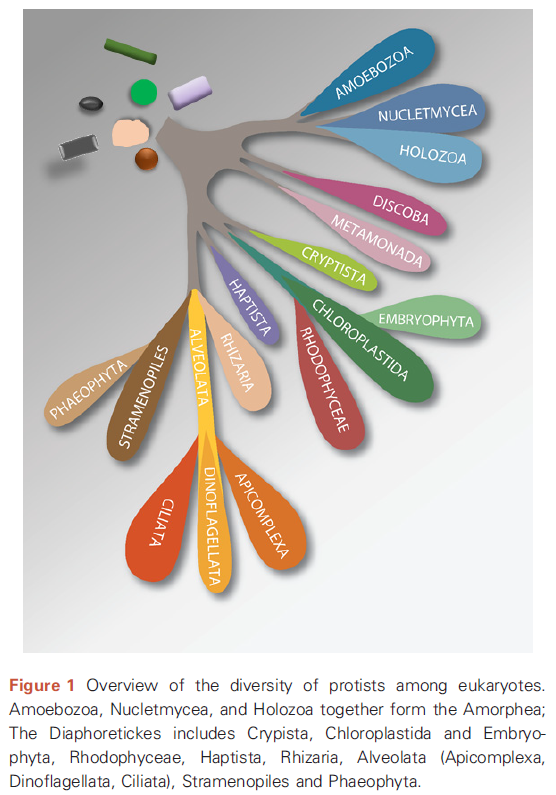 AMOEBOZOA
NUCLETMYCEA
HOLOZOA
DISCOBA
METAMONADA
CRYPTISTA
HAPTISTA
CHLOROPLASTIDA
EMBRYOPHYTA
RHODOPHYCEAE
RHIZARIA
ALVEOLATA
STRAMENOPILES
PHAEOPHYTA
CILIATA
DINOFLAGELLATA
APICOMPLEXA
Figure 1 Overview of the diversity of protists among eukaryotes.
Amoebozoa, Nucletmycea, and Holozoa together form the Amorphea;
The Diaphoretickes includes Crypista, Chloroplastida and Embryo-
phyta, Rhodophyceae, Haptista, Rhizaria, Alveolata (Apicomplexa,
Dinoflagellata, Ciliata), Stramenopiles and Phaeophyta.